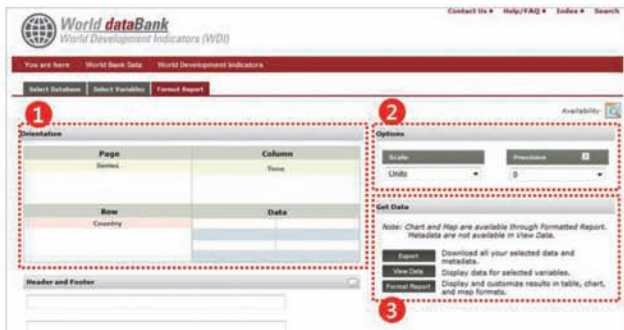 Contact Us Help/FAQ Index Search
World dataBank
World Development Indicators (WDI)
You are here World Bank Data World Development Indicators
Select Database Select Variables Format Report
Availability
1
2
Orientation
Page Column
Series Time
Row Data
Country
Options
Scale Precision
Units 0
Get Data
Note: Chart and Map are available through Formatted Report.
Metadata are not available in View Data.
Export Download all your selected data and
metadata.
View Data Display data for selected variables.
Format Report Display and customize results in table, chart,
and map formats.
3
Header and Footer